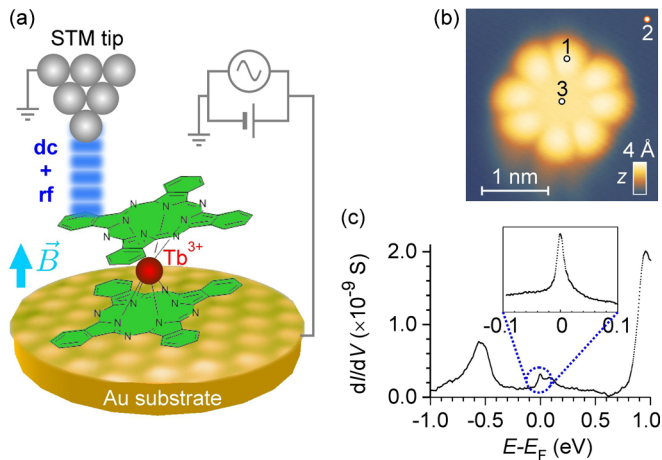 (a)
STM tip
dc
+
rf
B
N N N N N N N N
Tb3+
N N N N N N
Au substrate
(b)
1
2
3
4 Å
z
1 nm
(c)
dI/dV (×10-9 S)
2.0
1.0
0.0
-0.1 0 0.1
-1.0 -0.5 0.0 0.5 1.0
E-EF (eV)